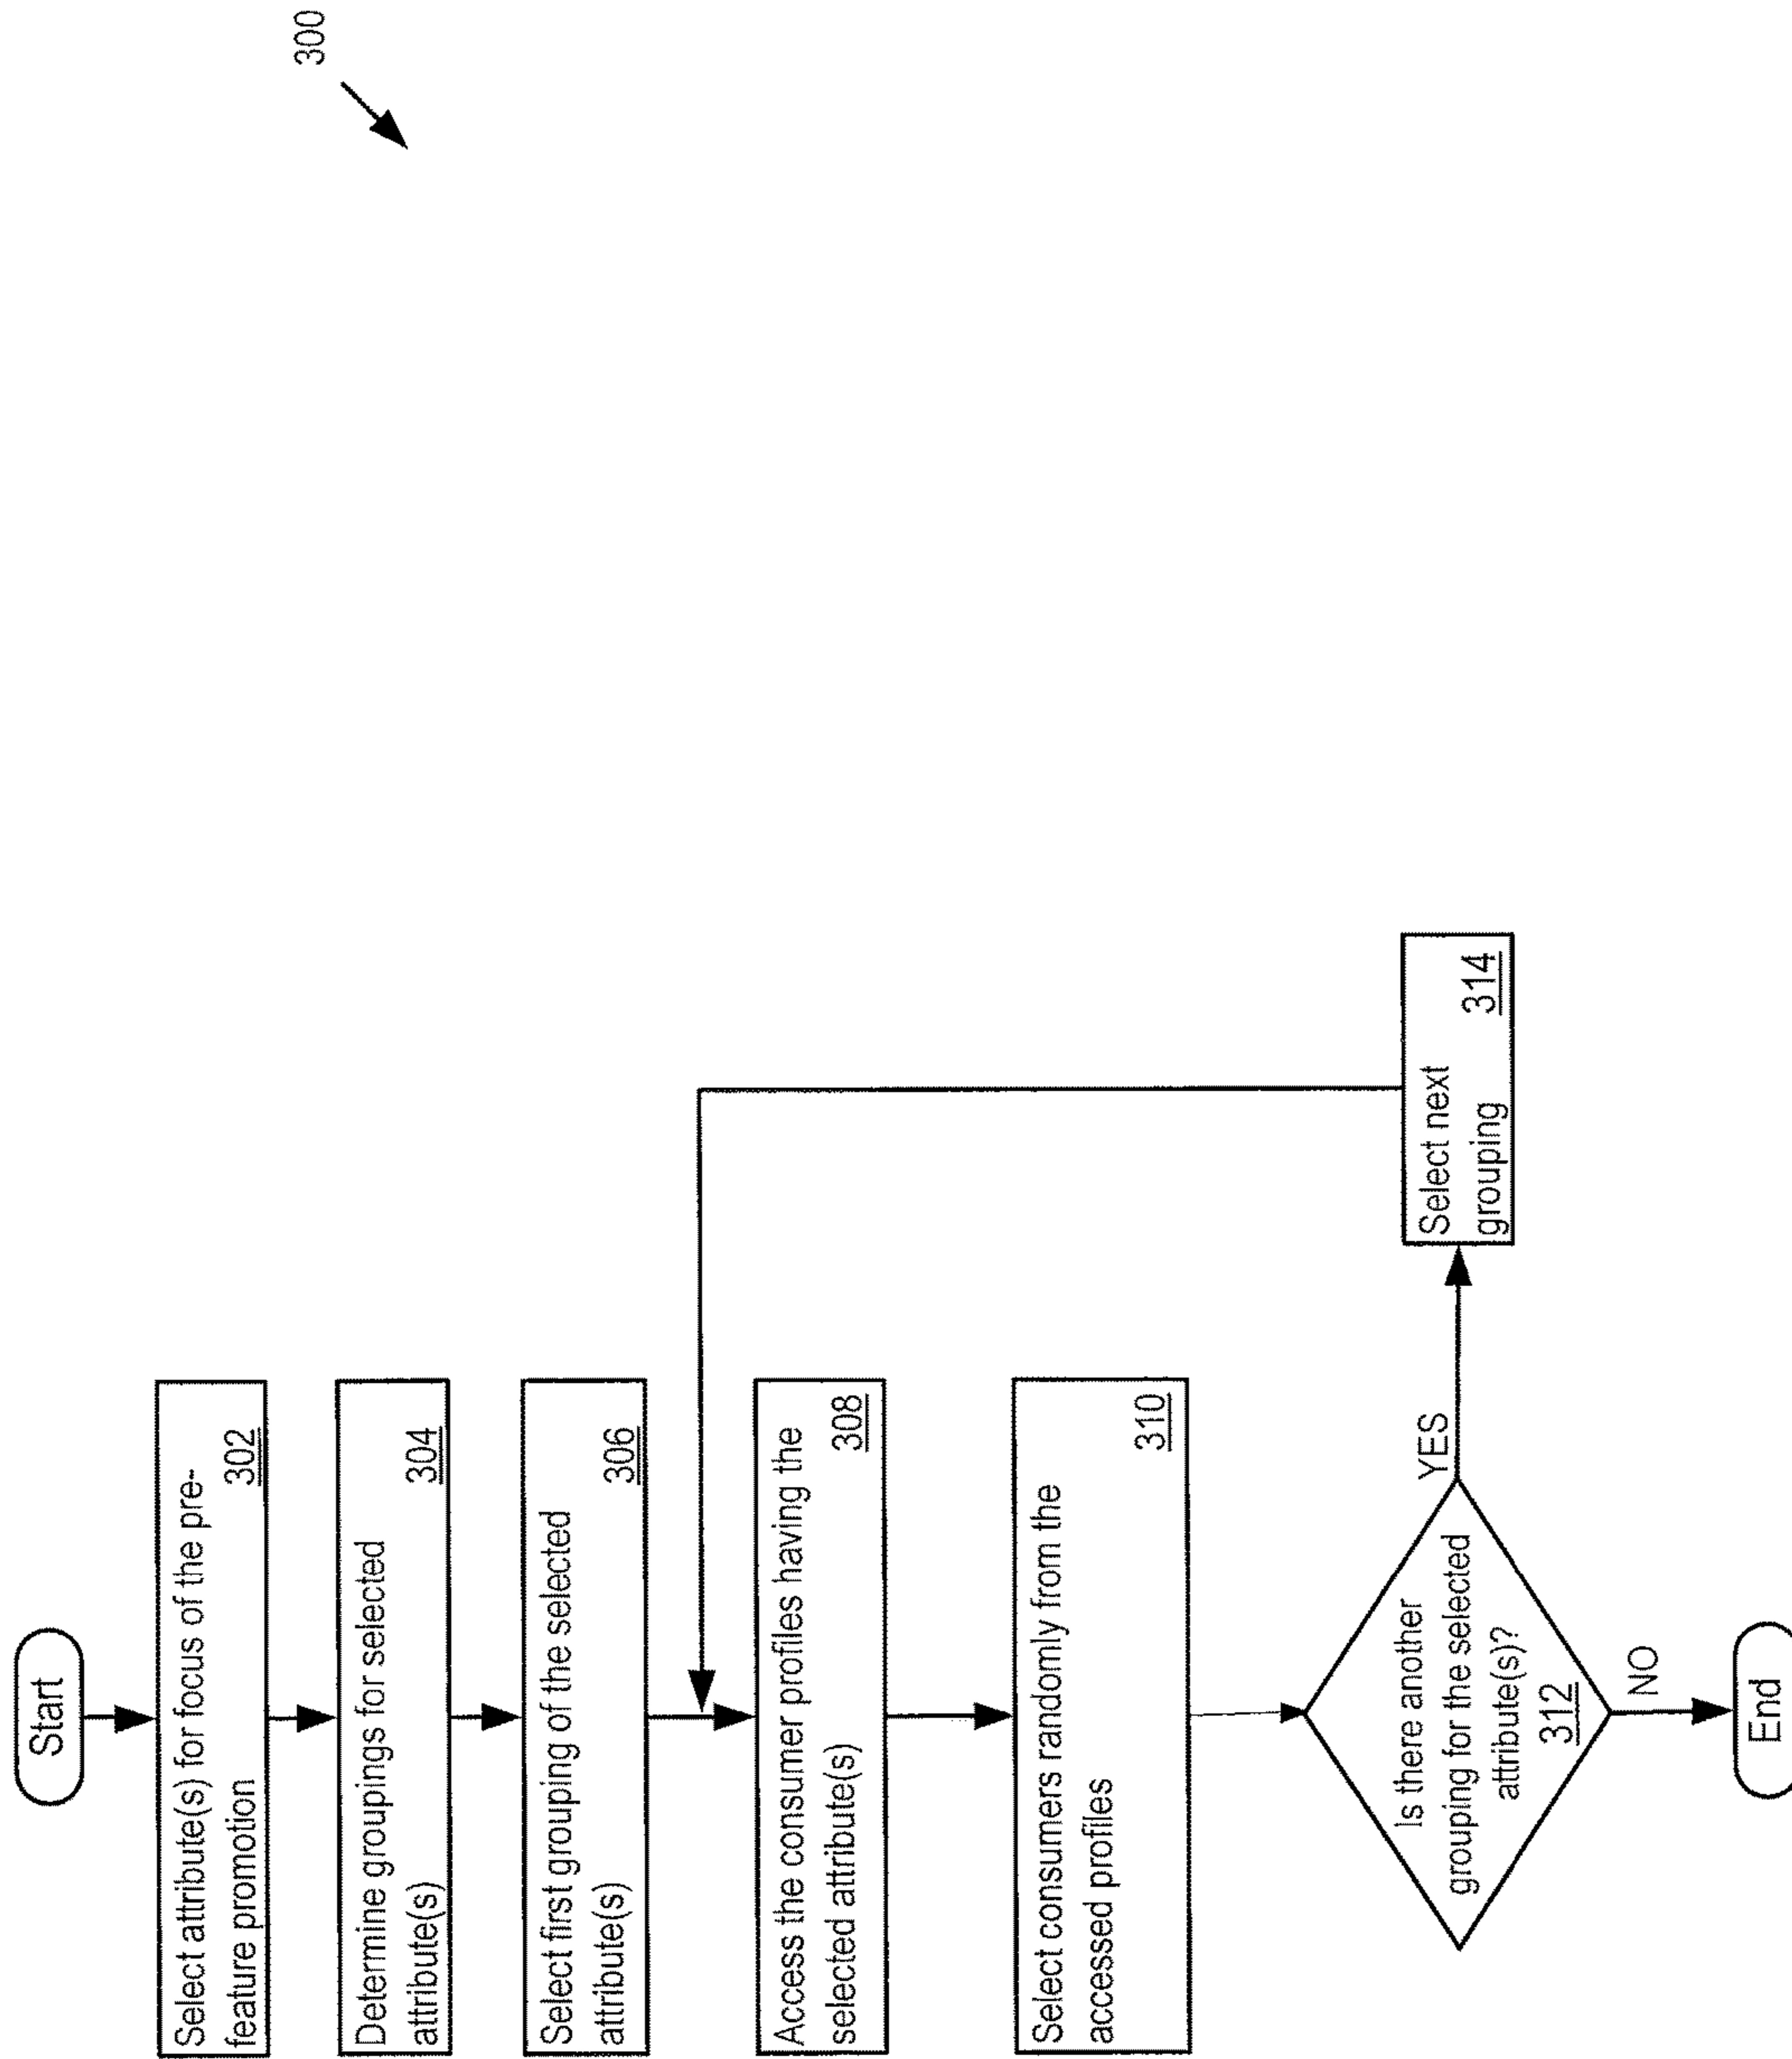 300
Start
Select attribute(s) for focus of the pre-
feature promotion
302
Determine groupings for selected
attribute(s)
304
Select first grouping of the selected
attribute(s)
306
Access the consumer profiles having the
selected attribute(s)
308
Select consumers randomly from the
accessed profiles
310
Is there another
grouping for the selected
attribute(s)?
312
YES
Select next
grouping
314
NO
End